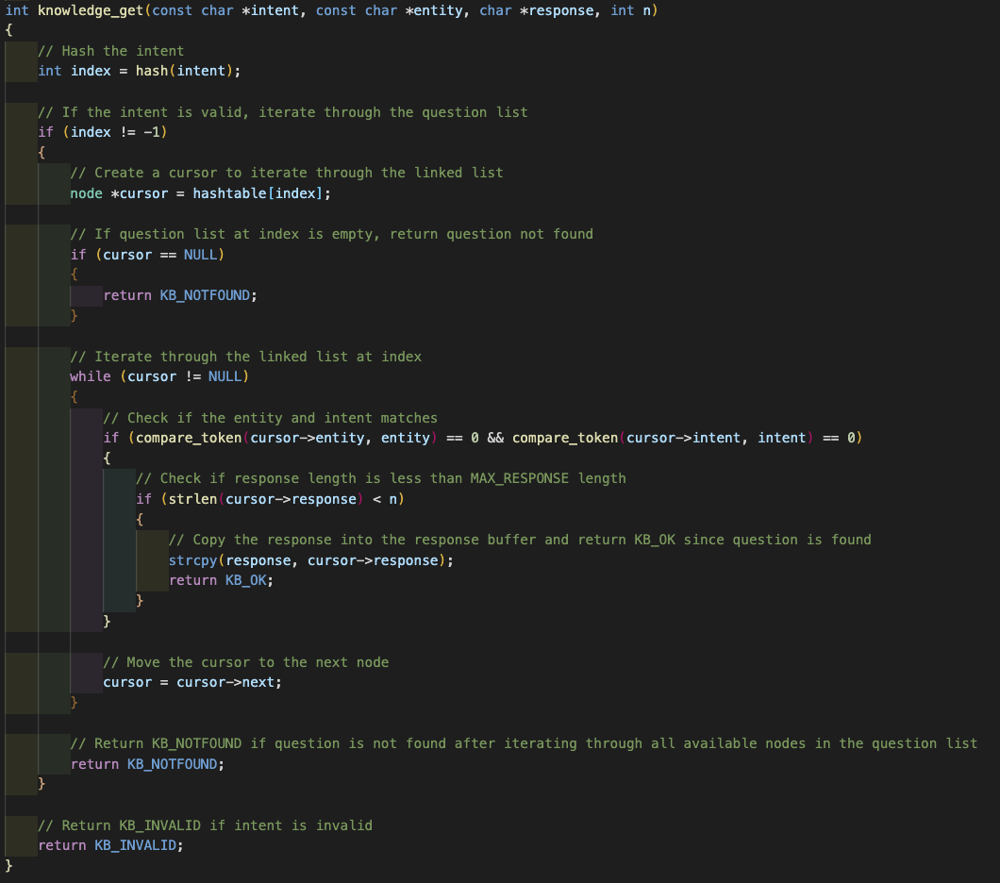 int knowledge_get(const char *intent, const char *entity, char *response, int n)
{
    // Hash the intent
    int index = hash(intent);

    // If the intent is valid, iterate through the question list
    if (index != -1)
    {
        // Create a cursor to iterate through the linked list
        node *cursor = hashtable[index];

        // If question list at index is empty, return question not found
        if (cursor == NULL)
        {
            return KB_NOTFOUND;
        }

        // Iterate through the linked list at index
        while (cursor != NULL)
        {
            // Check if the entity and intent matches
            if (compare_token(cursor->entity, entity) == 0 && compare_token(cursor->intent, intent) == 0)
            {
                // Check if response length is less than MAX_RESPONSE length
                if (strlen(cursor->response) < n)
                {
                    // Copy the response into the response buffer and return KB_OK since question is found
                    strcpy(response, cursor->response);
                    return KB_OK;
                }
            }

            // Move the cursor to the next node
            cursor = cursor->next;
        }

        // Return KB_NOTFOUND if question is not found after iterating through all available nodes in the question list
        return KB_NOTFOUND;
    }

    // Return KB_INVALID if intent is invalid
    return KB_INVALID;
}